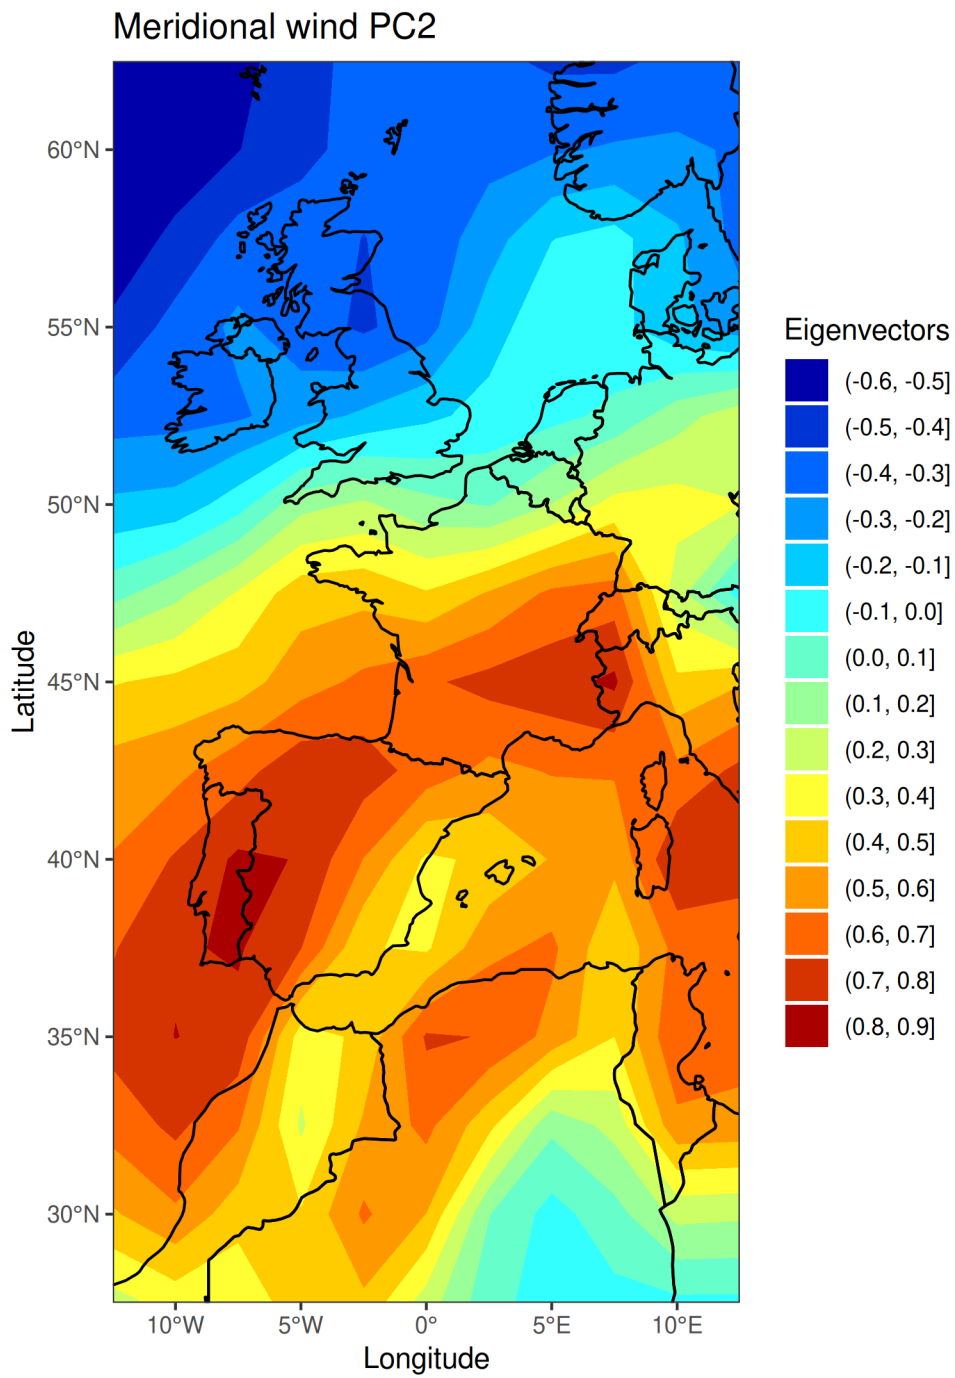 Meridional wind PC2
60°N
55°N
50°N
45°N
40°N
35°N
30°N
Latitude
10°W
5°W
0°
5°E
10°E
Longitude
Eigenvectors
(-0.6, -0.5]
(-0.5, -0.4]
(-0.4, -0.3]
(-0.3, -0.2]
(-0.2, -0.1]
(-0.1, 0.0]
(0.0, 0.1]
(0.1, 0.2]
(0.2, 0.3]
(0.3, 0.4]
(0.4, 0.5]
(0.5, 0.6]
(0.6, 0.7]
(0.7, 0.8]
(0.8, 0.9]